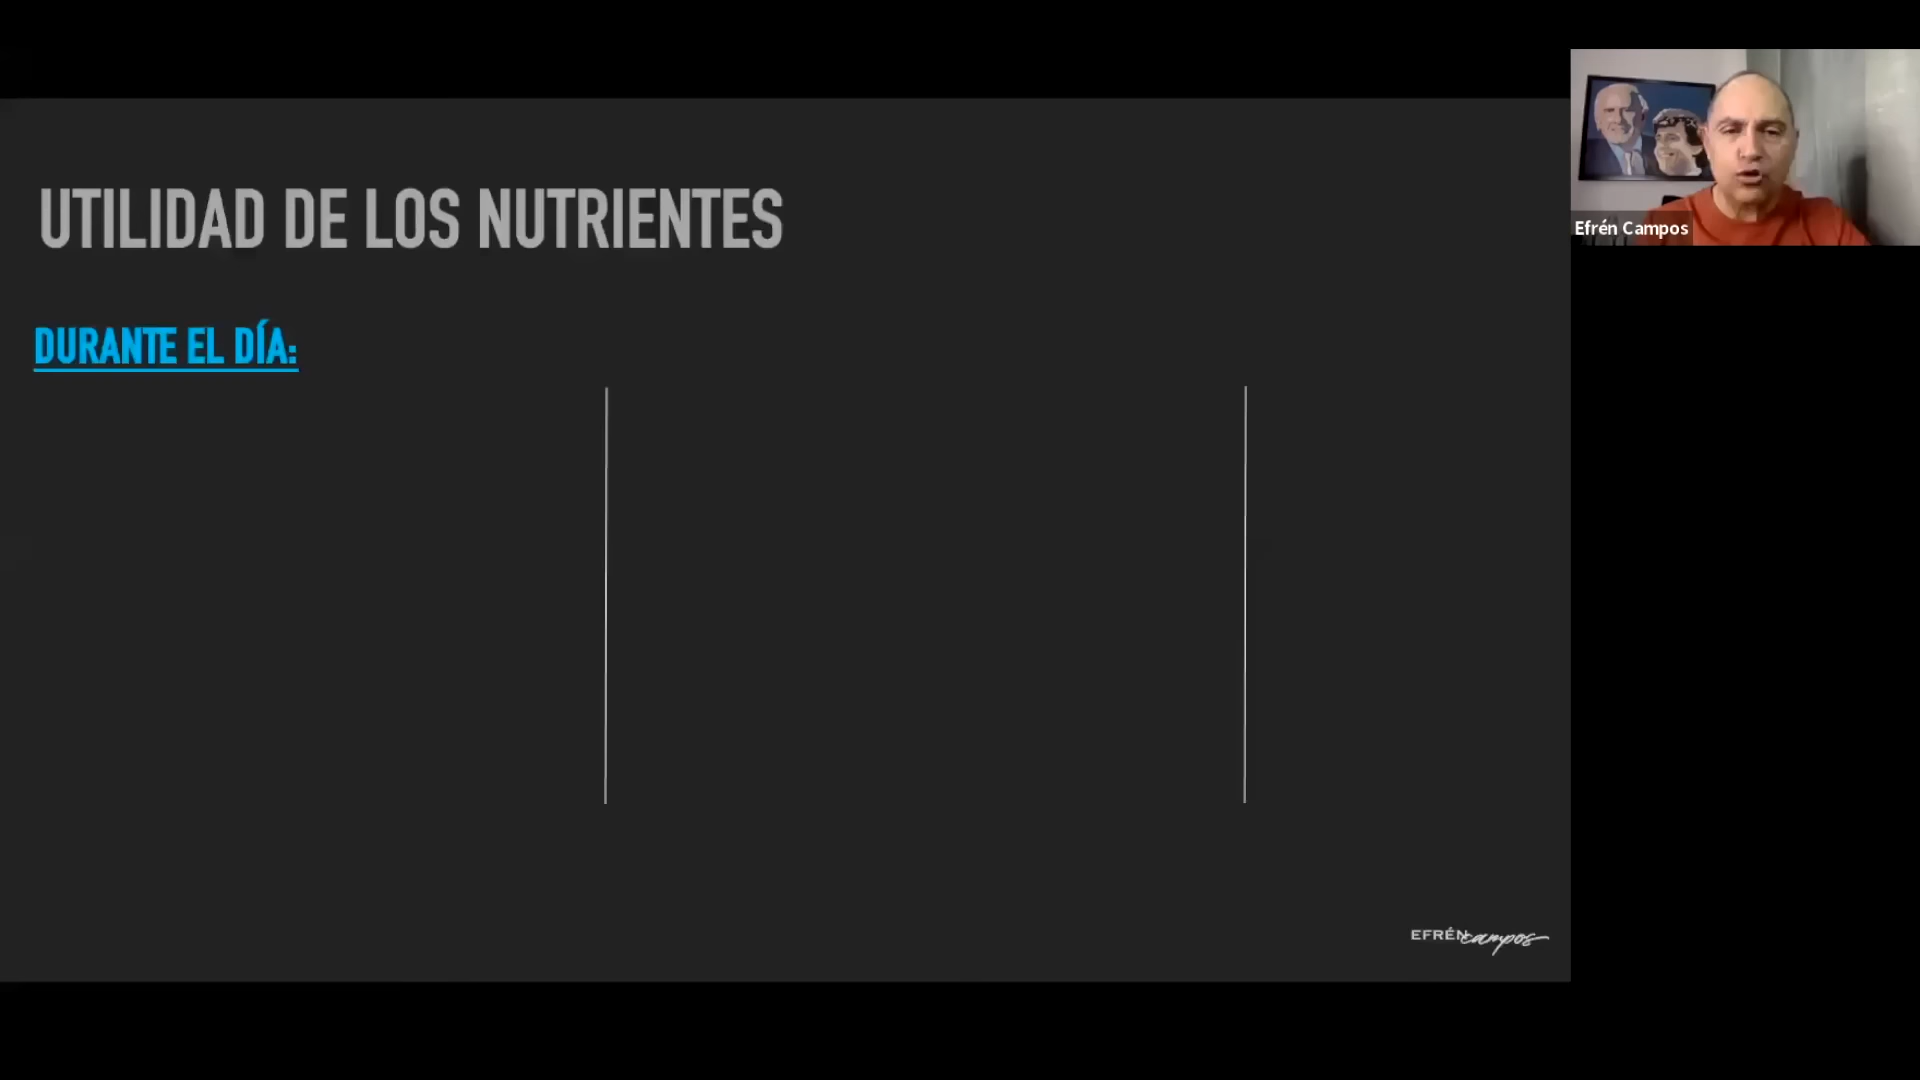 UTILIDAD DE LOS NUTRIENTES
DURANTE EL DÍA:
Efrén Campos
EFRÉN campos